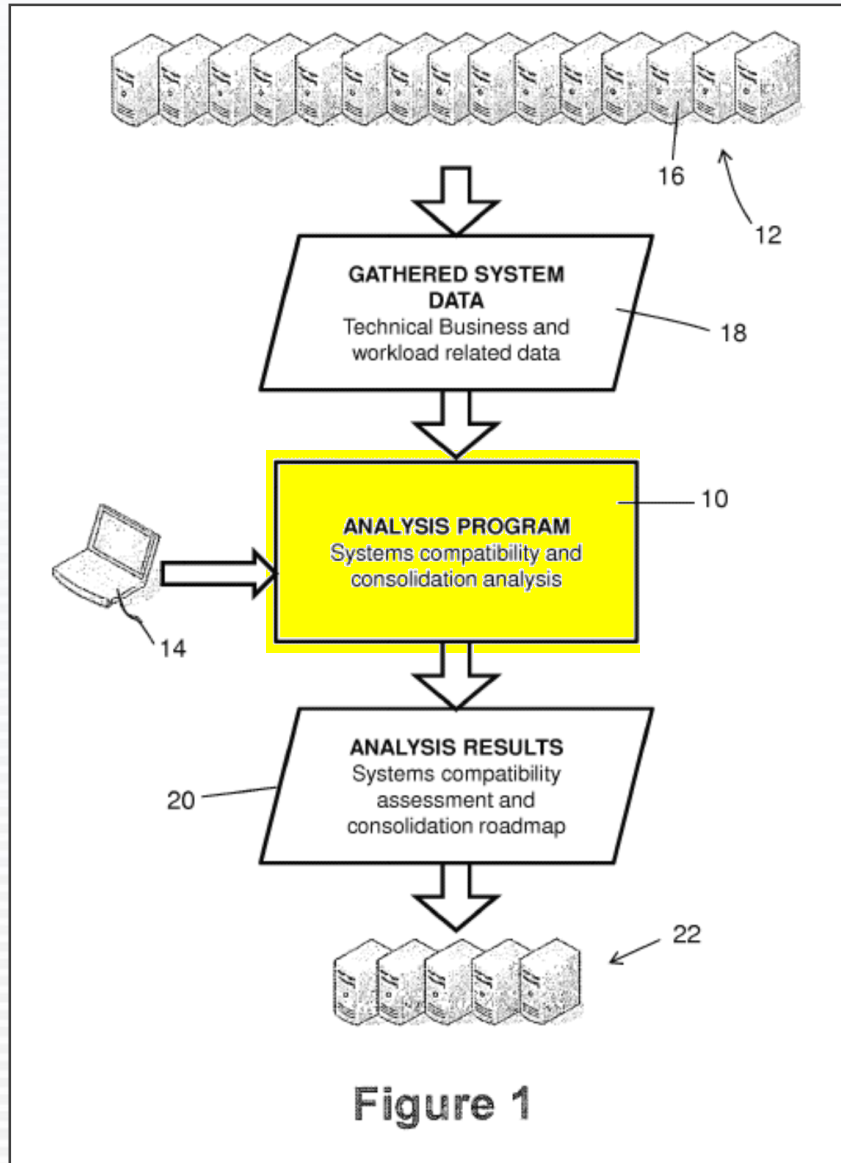 16
12
GATHERED SYSTEM
DATA
Technical Business and
workload related data
18
10
ANALYSIS PROGRAM
Systems compatibility and
consolidation analysis
14
ANALYSIS RESULTS
Systems compatibility
assessment and
consolidation roadmap
20
22
Figure 1